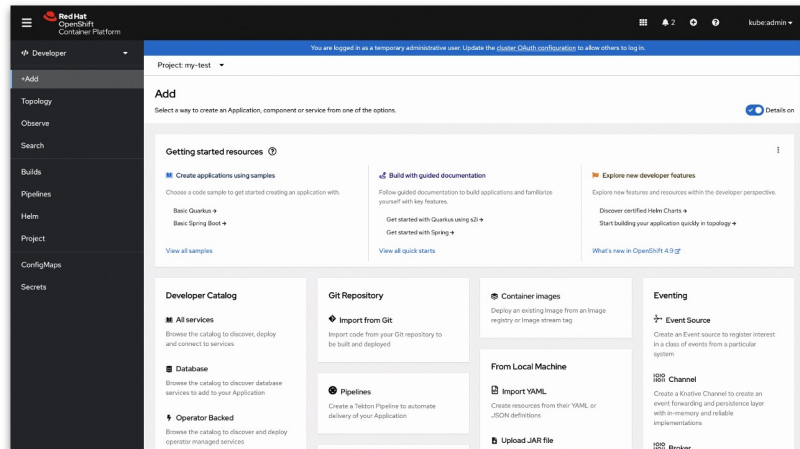 Red Hat
OpenShift
Container Platform
2
kube:admin
Developer
You are logged in as a temporary administrative user. Update the cluster OAuth configuration to allow others to log in.
+Add
Topology
Observe
Search
Builds
Pipelines
Helm
Project
ConfigMaps
Secrets
Project: my-test
Add
Select a way to create an Application, component or service from one of the options.
Details on
Getting started resources
Create applications using samples
Choose a code sample to get started creating an application with.
Basic Quarkus →
Basic Spring Boot →
View all samples
Build with guided documentation
Follow guided documentation to build applications and familiarize
yourself with key features.
Get started with Quarkus using s2i →
Get started with Spring →
View all quick starts
Explore new developer features
Explore new features and resources within the developer perspective.
Discover certified Helm Charts →
Start building your application quickly in topology →
What's new in OpenShift 4.9
Developer Catalog
All services
Browse the catalog to discover, deploy
and connect to services
Database
Browse the catalog to discover database
services to add to your Application
Operator Backed
Browse the catalog to discover and deploy
operator managed services
Git Repository
Import from Git
Import code from your Git repository to
be built and deployed
Pipelines
Create a Tekton Pipeline to automate
delivery of your Application
Container images
Deploy an existing Image from an Image
registry or Image stream tag
From Local Machine
Import YAML
Create resources from their YAML or
JSON definitions
Upload JAR file
Eventing
Event Source
Create an Event source to register interest
in a class of events from a particular
system
Channel
Create a Knative Channel to create an
event forwarding and persistence layer
with in-memory and reliable
implementations
Broker